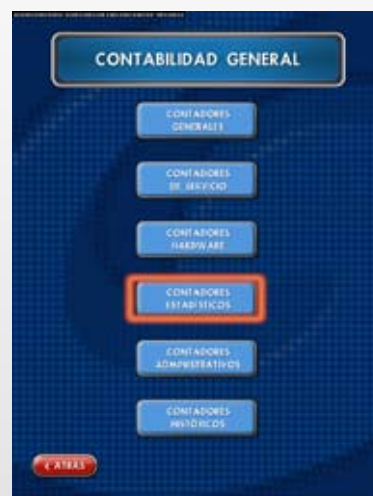 CONTABILIDAD GENERAL
CONTADORES
GENERALES
CONTADORES
DE SERVICIO
CONTADORES
HARDWARE
CONTADORES
ESTADÍSTICOS
CONTADORES
ADMINISTRATIVOS
CONTADORES
HISTÓRICOS
ATRÁS